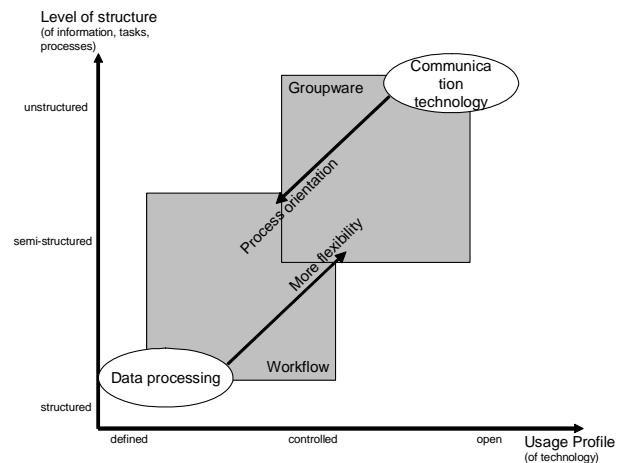 Level of structure
(of information, tasks,
processes)
Communica
tion
technology
Groupware
unstructured
Process orientation
semi-structured
More flexibility
Workflow
Data processing
structured
defined
controlled
open
Usage Profile
(of technology)